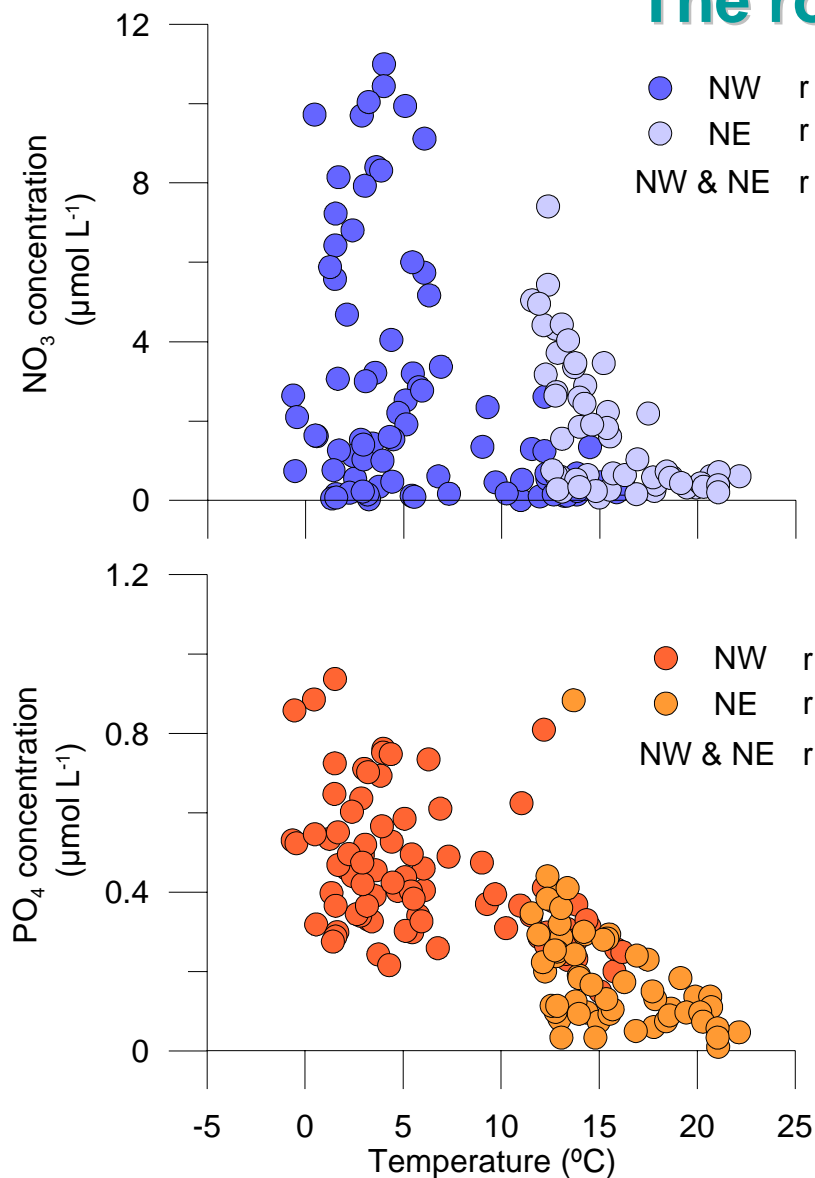 The ro
12
8
4
0
NO₃ concentration
(µmol L⁻¹)
NW r
NE r
NW & NE r
1.2
0.8
0.4
0
PO₄ concentration
(µmol L⁻¹)
NW r
NE r
NW & NE r
-5 0 5 10 15 20 25
Temperature (ºC)